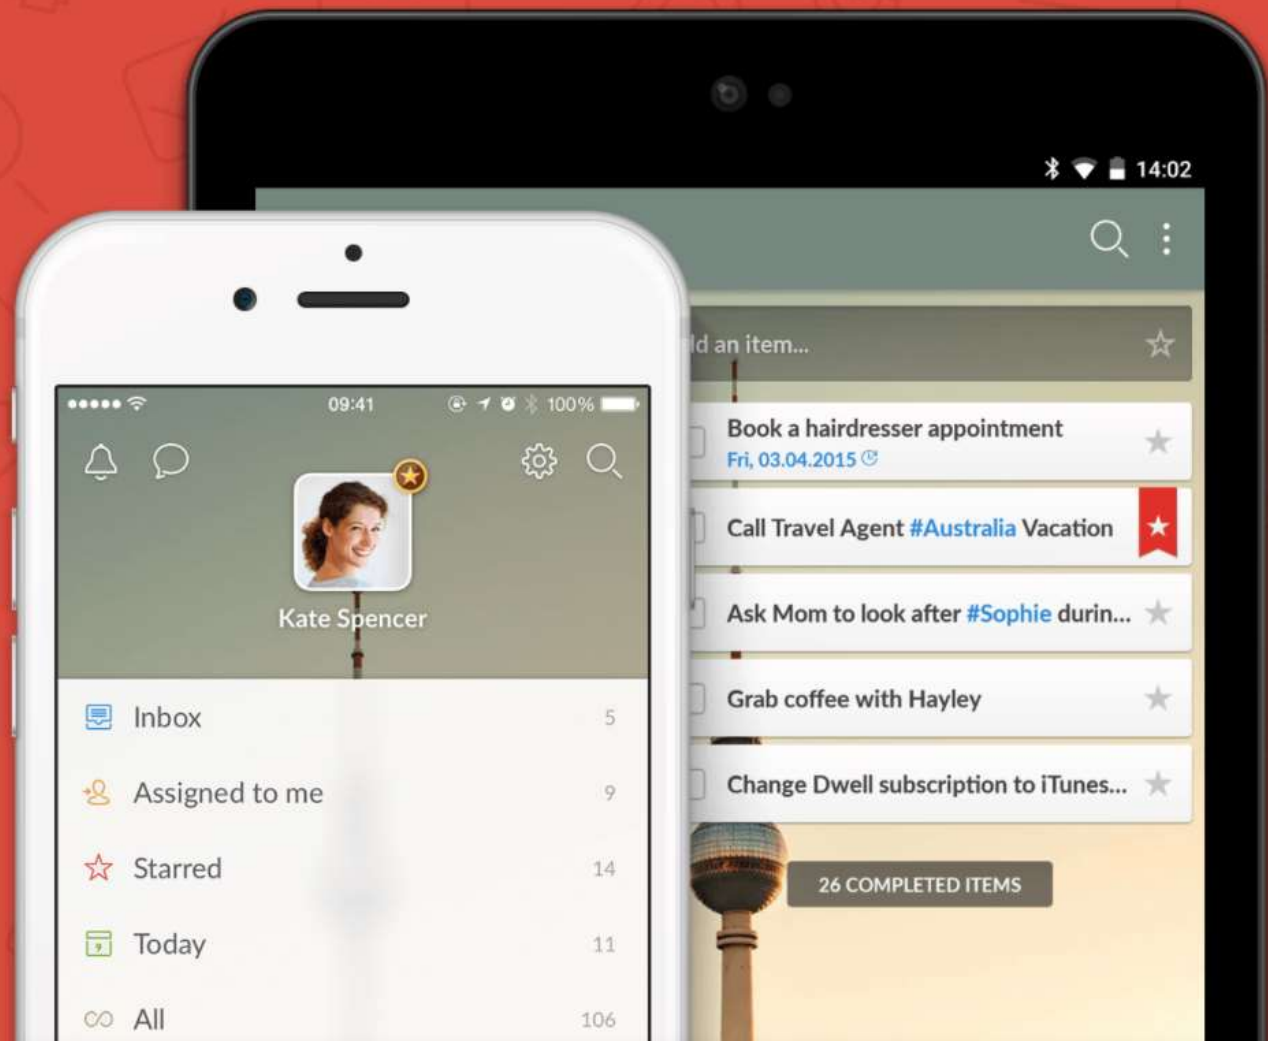 14:02
ld an item...
Book a hairdresser appointment
Fri, 03.04.2015
Call Travel Agent #Australia Vacation
Ask Mom to look after #Sophie durin...
Grab coffee with Hayley
Change Dwell subscription to iTunes...
26 COMPLETED ITEMS
09:41 100%
Kate Spencer
Inbox 5
Assigned to me 9
Starred 14
9
Today 11
All 106